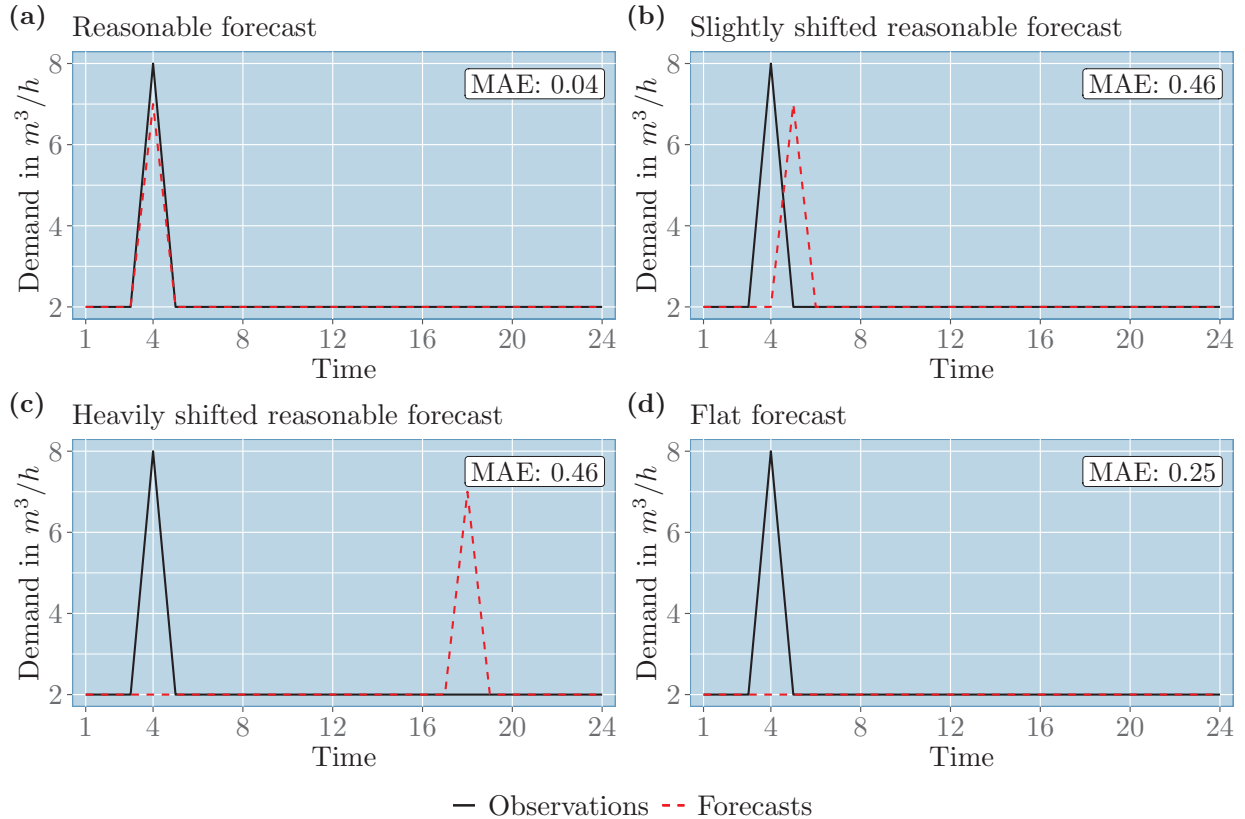 (a) Reasonable forecast
MAE: 0.04
Demand in m³/h
8
6
4
2
1 4 8 12 16 20 24
Time
(b) Slightly shifted reasonable forecast
MAE: 0.46
Demand in m³/h
8
6
4
2
1 4 8 12 16 20 24
Time
(c) Heavily shifted reasonable forecast
MAE: 0.46
Demand in m³/h
8
6
4
2
1 4 8 12 16 20 24
Time
(d) Flat forecast
MAE: 0.25
Demand in m³/h
8
6
4
2
1 4 8 12 16 20 24
Time
Observations Forecasts